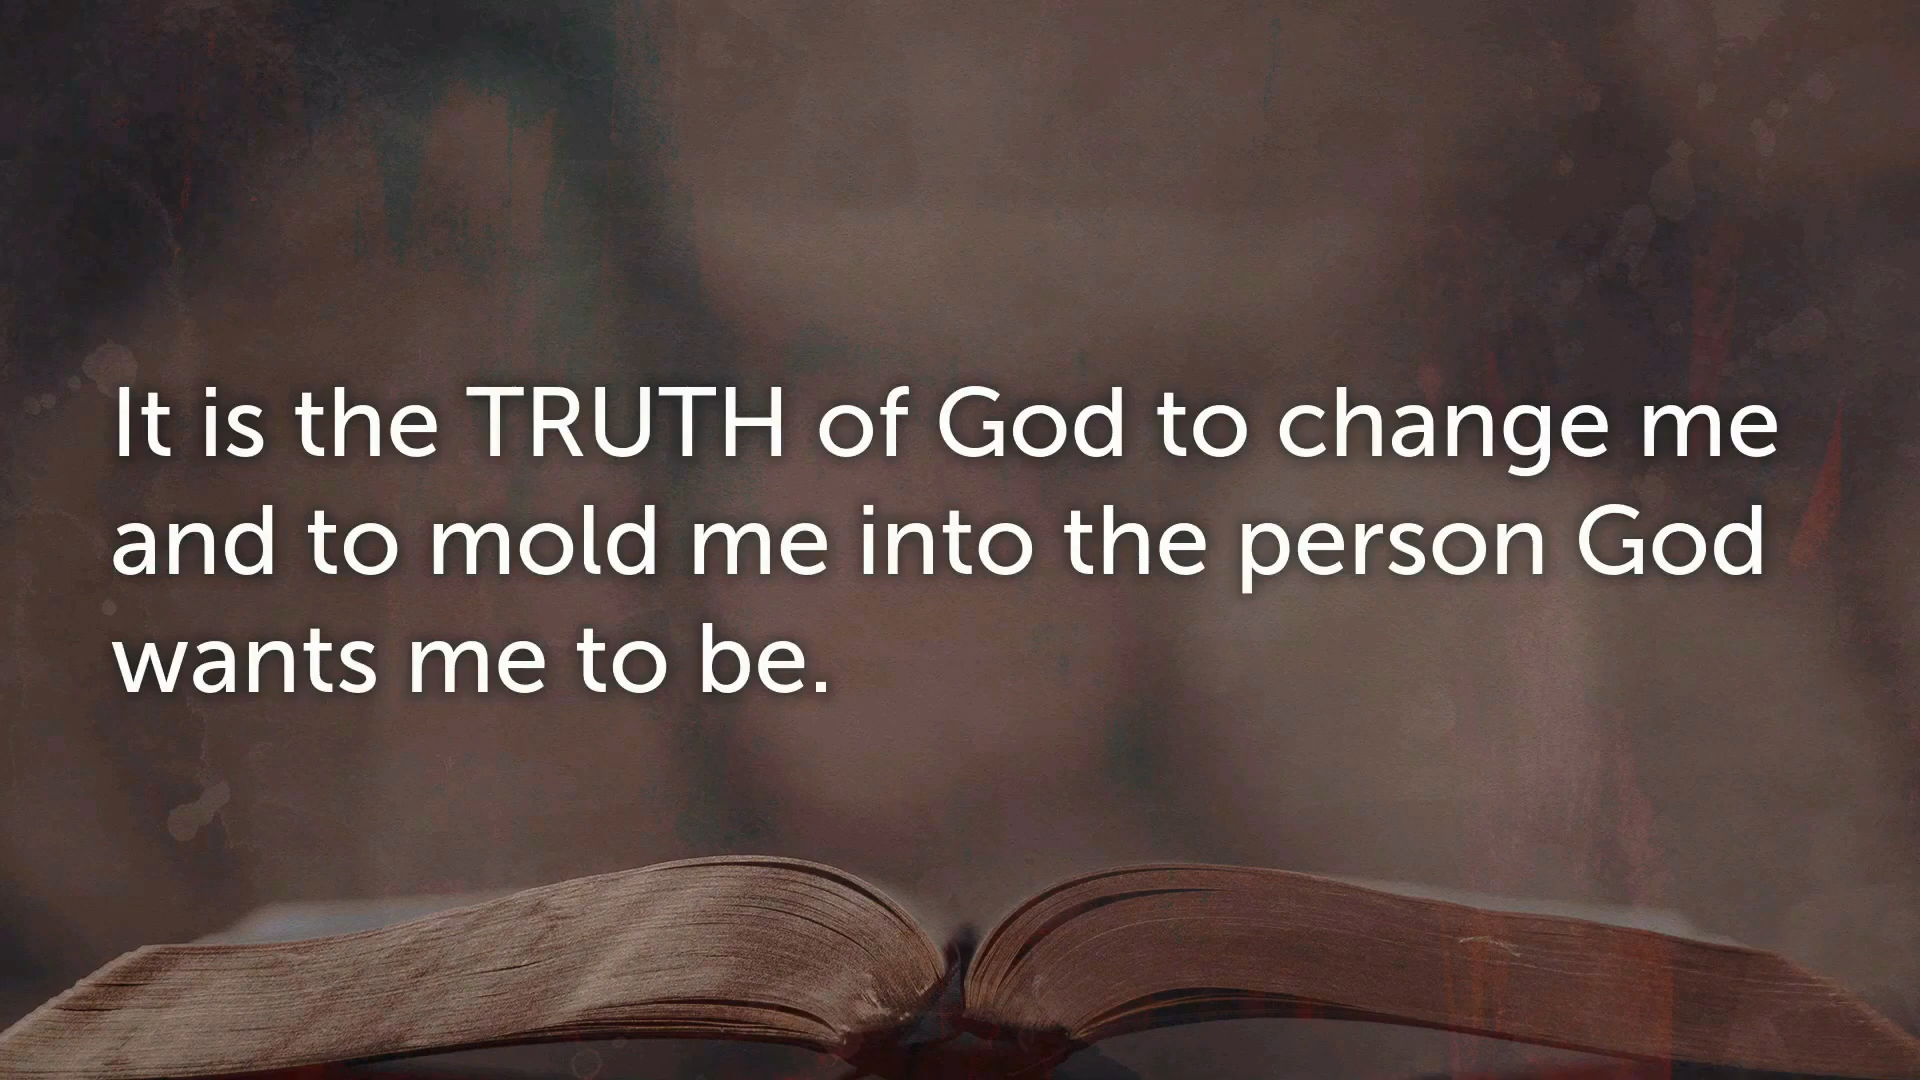 It is the TRUTH of God to change me
and to mold me into the person God
wants me to be.